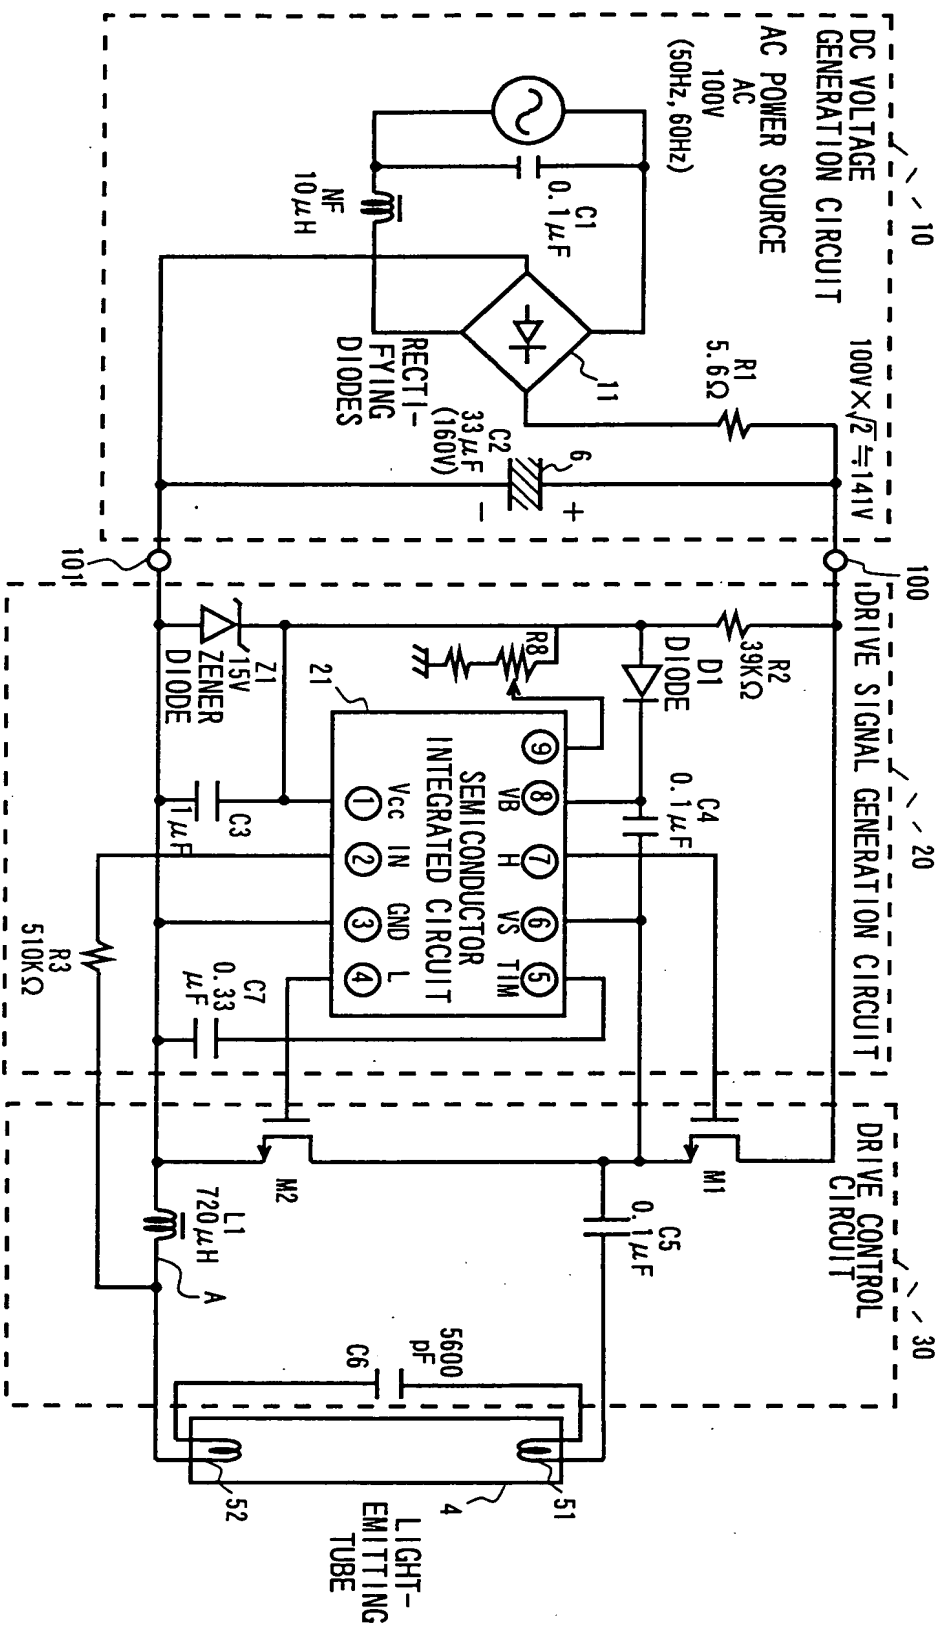 DC VOLTAGE
GENERATION CIRCUIT
10
AC POWER SOURCE
AC
100V
(50Hz, 60Hz)
C1
0.1μF
NF
10μH
RECTI-
FYING
DIODES
11
R1
5.6Ω
100V×√2≒141V
C2
33μF
(160V)
6
+
−
100
101
DRIVE SIGNAL GENERATION CIRCUIT
20
R2
39KΩ
D1
DIODE
C4
0.1μF
R8
Z1
15V
ZENER
DIODE
21
SEMICONDUCTOR
INTEGRATED CIRCUIT
9
8
VB
7
H
6
VS
5
TIM
Vcc
1
IN
2
GND
3
L
4
C3
1μF
R3
510KΩ
C7
0.33
μF
DRIVE CONTROL
CIRCUIT
30
M1
M2
C5
0.1μF
L1
720μH
A
5600
pF
C6
51
52
4
LIGHT-
EMITTING
TUBE